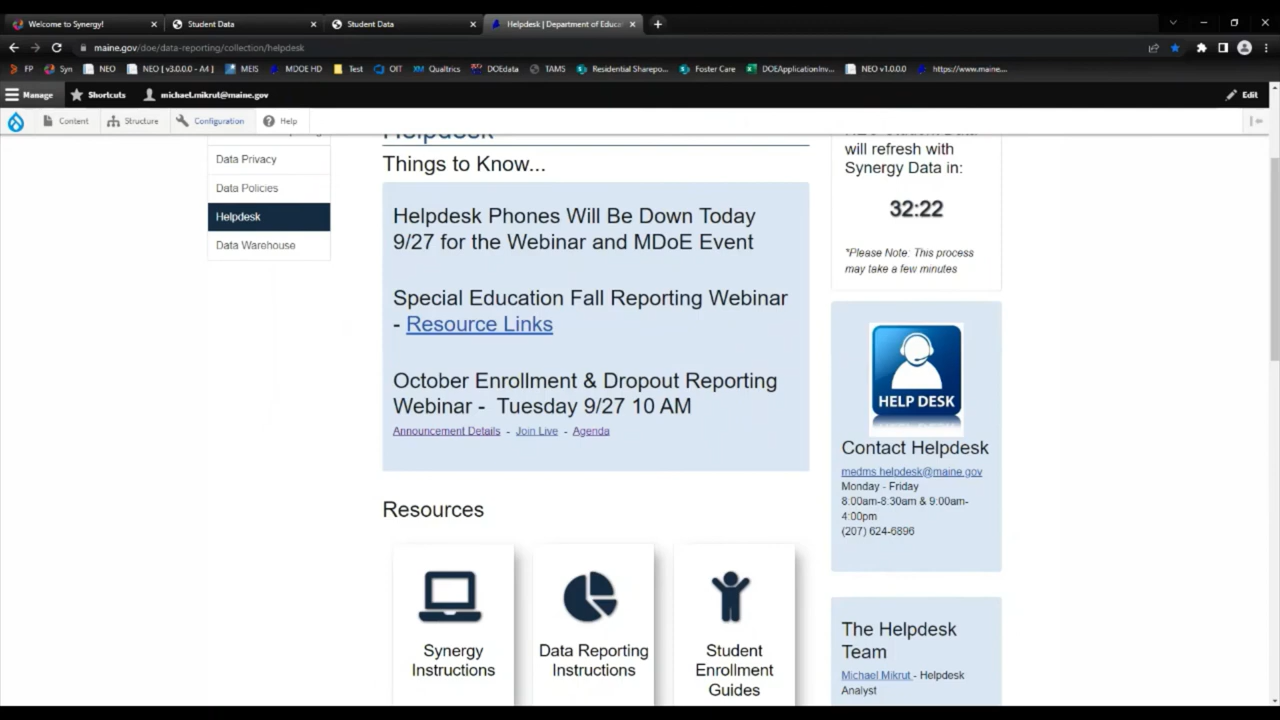 Welcome to Synergy!
Student Data
Student Data
Helpdesk | Department of Educa
maine.gov/doe/data-reporting/collection/helpdesk
FP
Syn
NEO
NEO [ v3.0.0.0 - A4 ]
MEIS
MDOE HD
Test
OIT
Qualtrics
DOEdata
TAMS
Residential Sharepo...
Foster Care
DOEApplicationInv...
NEO v1.0.0.0
https://www.maine....
Manage
Shortcuts
michael.mikrut@maine.gov
Edit
Content
Structure
Configuration
Help
Data Privacy
Data Policies
Helpdesk
Data Warehouse
Helpdesk
Things to Know...
Helpdesk Phones Will Be Down Today
9/27 for the Webinar and MDoE Event
Special Education Fall Reporting Webinar
- Resource Links
October Enrollment & Dropout Reporting
Webinar - Tuesday 9/27 10 AM
Announcement Details - Join Live - Agenda
Resources
Synergy
Instructions
Data Reporting
Instructions
Student
Enrollment
Guides
NEO Student Data
will refresh with
Synergy Data in:
32:22
*Please Note: This process
may take a few minutes
HELP DESK
Contact Helpdesk
medms.helpdesk@maine.gov
Monday - Friday
8:00am-8:30am & 9:00am-
4:00pm
(207) 624-6896
The Helpdesk
Team
Michael Mikrut - Helpdesk
Analyst